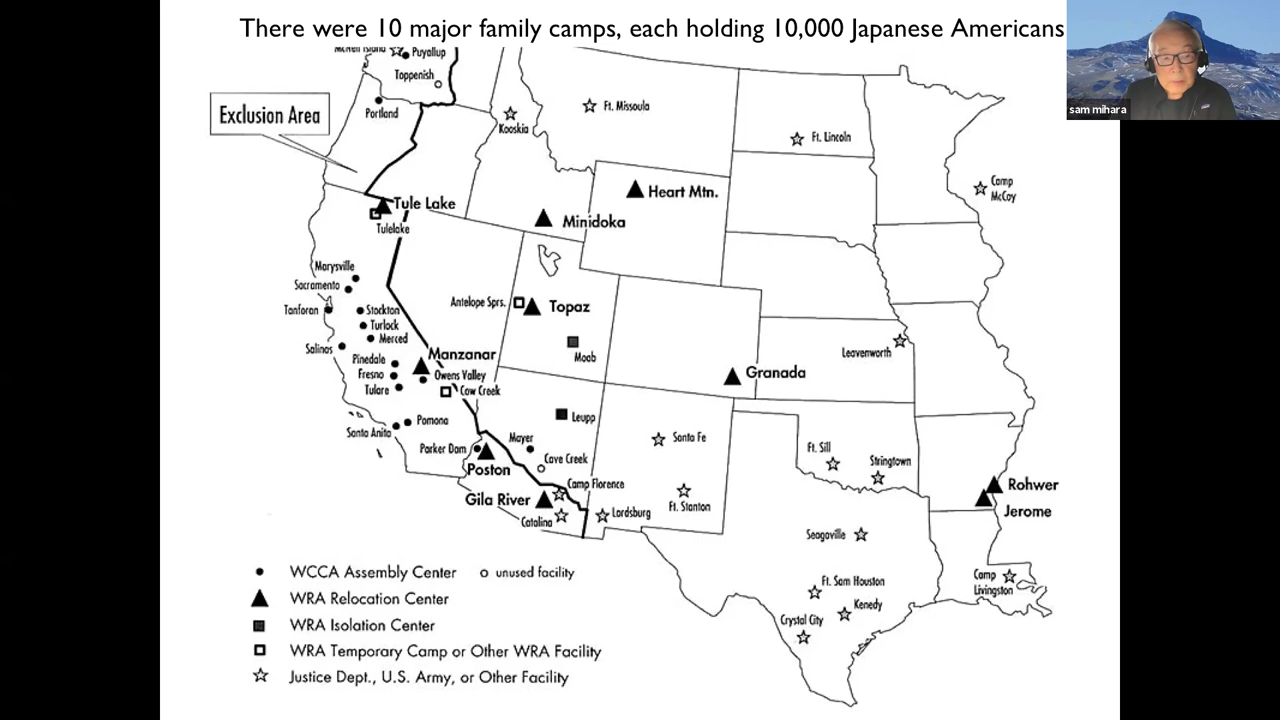 There were 10 major family camps, each holding 10,000 Japanese Americans
sam mihara
McNeil Island
Puyallup
Toppenish
Exclusion Area
Portland
Kooskia
Ft. Missoula
Ft. Lincoln
Camp
McCoy
Heart Mtn.
Tule Lake
Tulelake
Minidoka
Marysville
Sacramento
Antelope Sprs.
Topaz
Tanforan
Stockton
Turlock
Merced
Salinas
Moab
Leavenworth
Pinedale
Manzanar
Fresno
Owens Valley
Tulare
Cow Creek
Granada
Pomona
Leupp
Santa Anita
Parker Dam
Mayer
Santa Fe
Cave Creek
Ft. Sill
Stringtown
Poston
Camp Florence
Rohwer
Gila River
Ft. Stanton
Jerome
Catalina
Lordsburg
Seagoville
WCCA Assembly Center
unused facility
Ft. Sam Houston
Camp
Livingston
WRA Relocation Center
Kenedy
Crystal City
WRA Isolation Center
WRA Temporary Camp or Other WRA Facility
Justice Dept., U.S. Army, or Other Facility